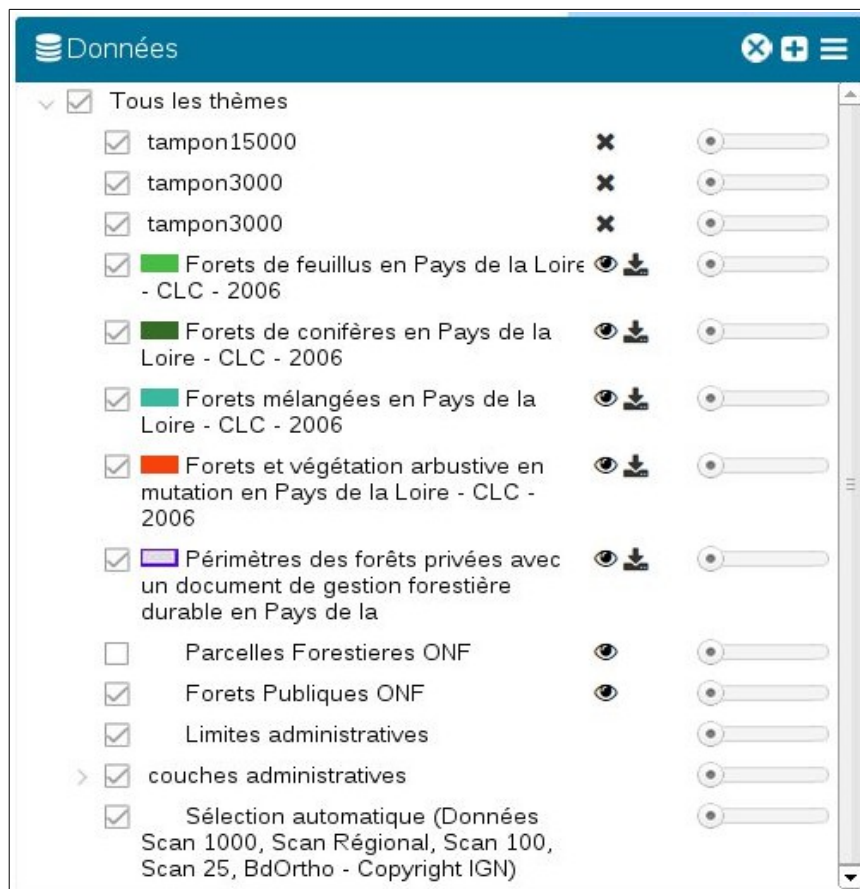 Données
Tous les thèmes
tampon15000
tampon3000
tampon3000
Forets de feuillus en Pays de la Loire
- CLC - 2006
Forets de conifères en Pays de la
Loire - CLC - 2006
Forets mélangées en Pays de la
Loire - CLC - 2006
Forets et végétation arbustive en
mutation en Pays de la Loire - CLC -
2006
Périmètres des forêts privées avec
un document de gestion forestière
durable en Pays de la
Parcelles Forestieres ONF
Forets Publiques ONF
Limites administratives
couches administratives
Sélection automatique (Données
Scan 1000, Scan Régional, Scan 100,
Scan 25, BdOrtho - Copyright IGN)